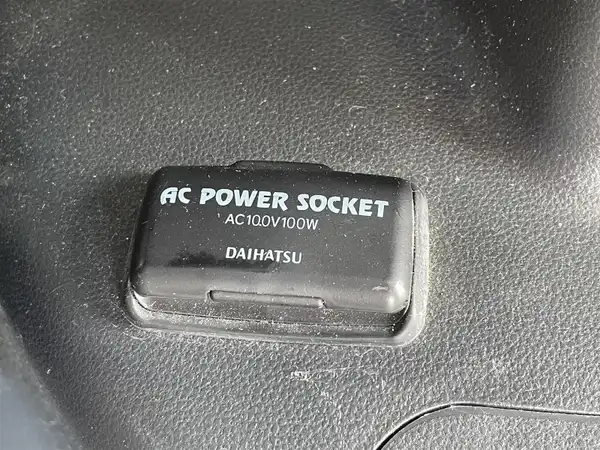 AC POWER SOCKET
AC100V100W
DAIHATSU